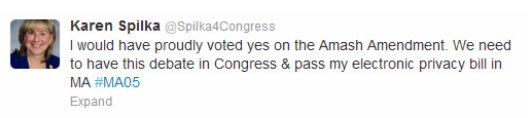 Karen Spilka @Spilka4Congress
I would have proudly voted yes on the Amash Amendment. We need
to have this debate in Congress & pass my electronic privacy bill in
MA #MA05
Expand